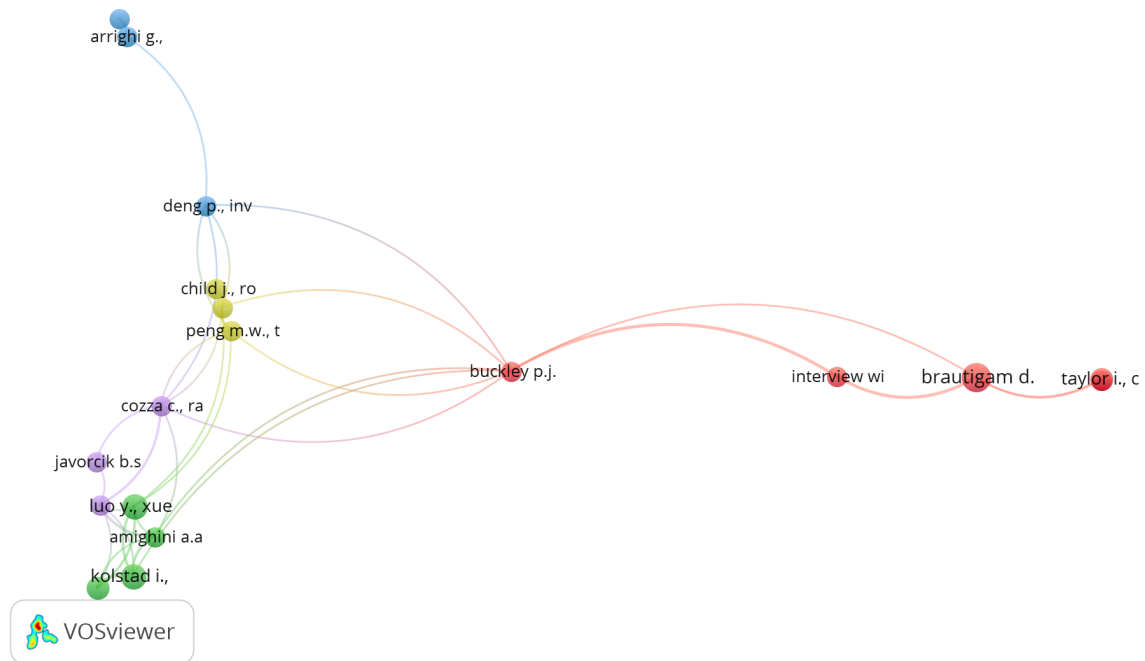 arrighi g.,
deng p., inv
child j., ro
peng m.w., t
buckley p.j.
interview wi
brautigam d.
taylor i., c
cozza c., ra
javorcik b.s
luo y., xue
amighini a.a
kolstad i.,
VOSviewer